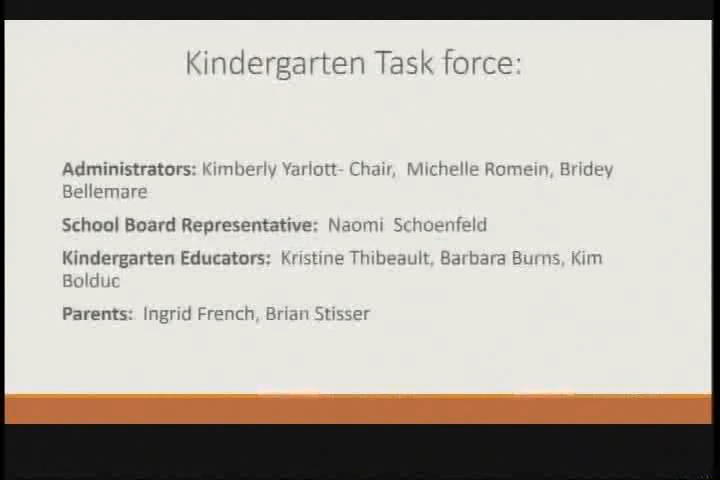 Kindergarten Task force:
Administrators: Kimberly Yarlott- Chair, Michelle Romein, Bridey
Bellemare
School Board Representative: Naomi Schoenfeld
Kindergarten Educators: Kristine Thibeault, Barbara Burns, Kim
Bolduc
Parents: Ingrid French, Brian Stisser